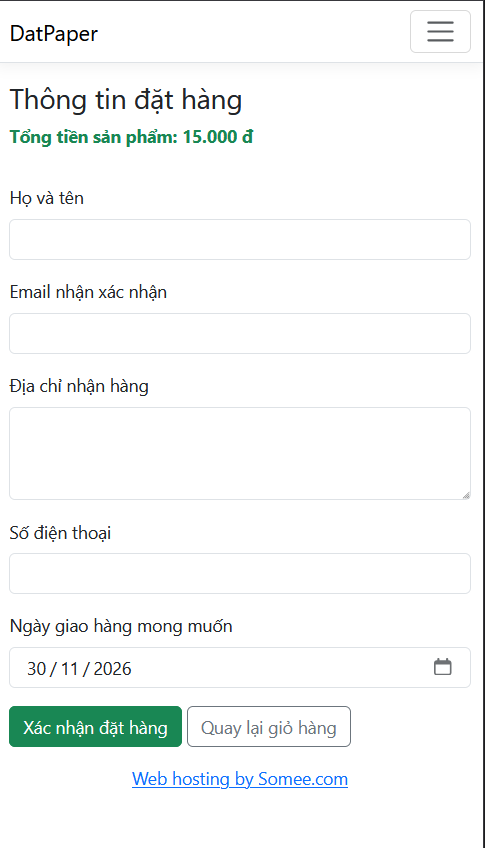 DatPaper
Thông tin đặt hàng
Tổng tiền sản phẩm: 15.000 đ
Họ và tên
Email nhận xác nhận
Địa chỉ nhận hàng
Số điện thoại
Ngày giao hàng mong muốn
30 / 11 / 2026
Xác nhận đặt hàng Quay lại giỏ hàng
Web hosting by Somee.com